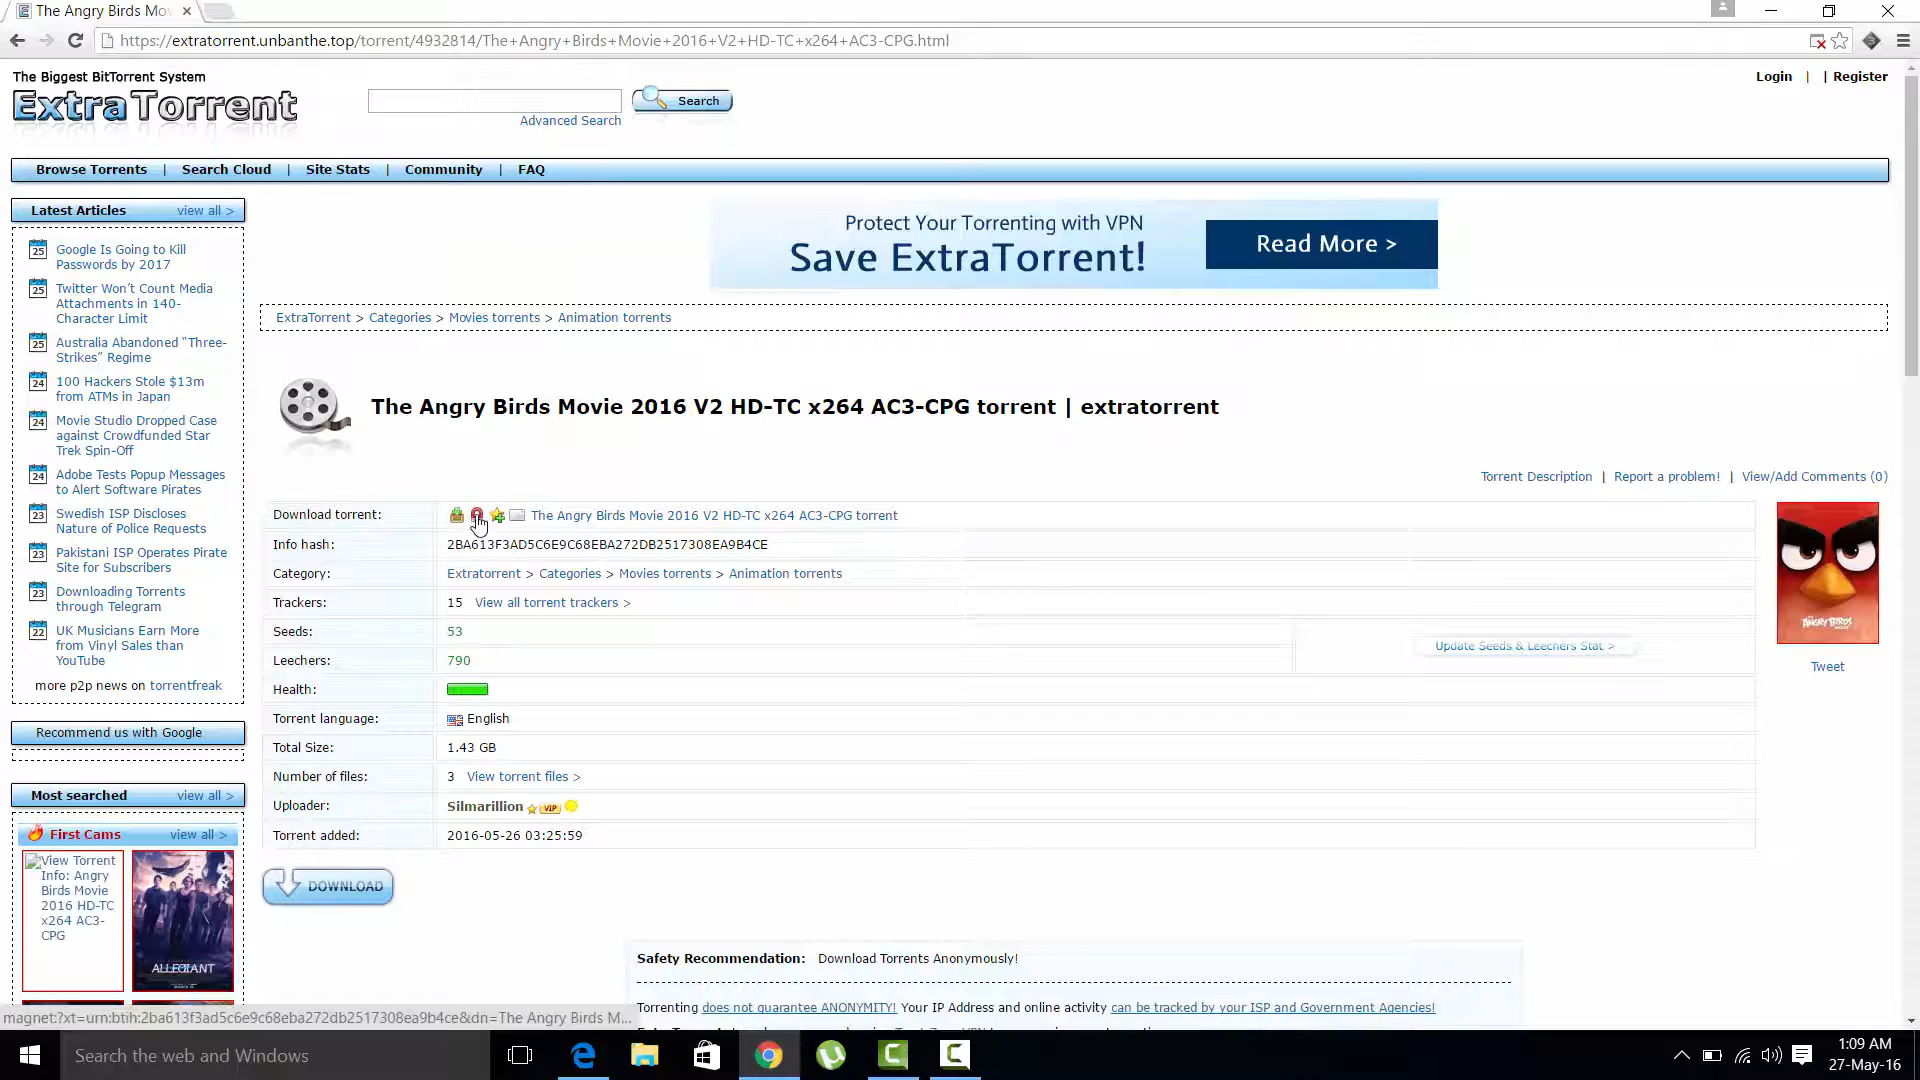 The Angry Birds Mov
https://extratorrent.unbanthe.top/torrent/4932814/The+Angry+Birds+Movie+2016+V2+HD-TC+x264+AC3-CPG.html
The Biggest BitTorrent System
ExtraTorrent
Search
Advanced Search
Login | | Register
Browse Torrents | Search Cloud | Site Stats | Community | FAQ
Latest Articles view all >
25 Google Is Going to Kill
Passwords by 2017
25 Twitter Won't Count Media
Attachments in 140-
Character Limit
25 Australia Abandoned "Three-
Strikes" Regime
24 100 Hackers Stole $13m
from ATMs in Japan
24 Movie Studio Dropped Case
against Crowdfunded Star
Trek Spin-Off
24 Adobe Tests Popup Messages
to Alert Software Pirates
23 Swedish ISP Discloses
Nature of Police Requests
23 Pakistani ISP Operates Pirate
Site for Subscribers
23 Downloading Torrents
through Telegram
22 UK Musicians Earn More
from Vinyl Sales than
YouTube
more p2p news on torrentfreak
Recommend us with Google
Most searched view all >
First Cams view all >
View Torrent
Info: Angry
Birds Movie
2016 HD-TC
x264 AC3-
CPG
ALLEGIANT
Protect Your Torrenting with VPN
Save ExtraTorrent!
Read More >
ExtraTorrent > Categories > Movies torrents > Animation torrents
The Angry Birds Movie 2016 V2 HD-TC x264 AC3-CPG torrent | extratorrent
Torrent Description | Report a problem! | View/Add Comments (0)
Download torrent: The Angry Birds Movie 2016 V2 HD-TC x264 AC3-CPG torrent
Info hash: 2BA613F3AD5C6E9C68EBA272DB2517308EA9B4CE
Category: Extratorrent > Categories > Movies torrents > Animation torrents
Trackers: 15 View all torrent trackers >
Seeds: 53
Leechers: 790
Update Seeds & Leechers Stat >
Health:
Torrent language: English
Total Size: 1.43 GB
Number of files: 3 View torrent files >
Uploader: Silmarillion VIP
Torrent added: 2016-05-26 03:25:59
ANGRY BIRDS
Tweet
DOWNLOAD
Safety Recommendation: Download Torrents Anonymously!
Torrenting does not guarantee ANONYMITY! Your IP Address and online activity can be tracked by your ISP and Government Agencies!
magnet:?xt=urn:btih:2ba613f3ad5c6e9c68eba272db2517308ea9b4ce&dn=The Angry Birds M...
Search the web and Windows
1:09 AM
27-May-16